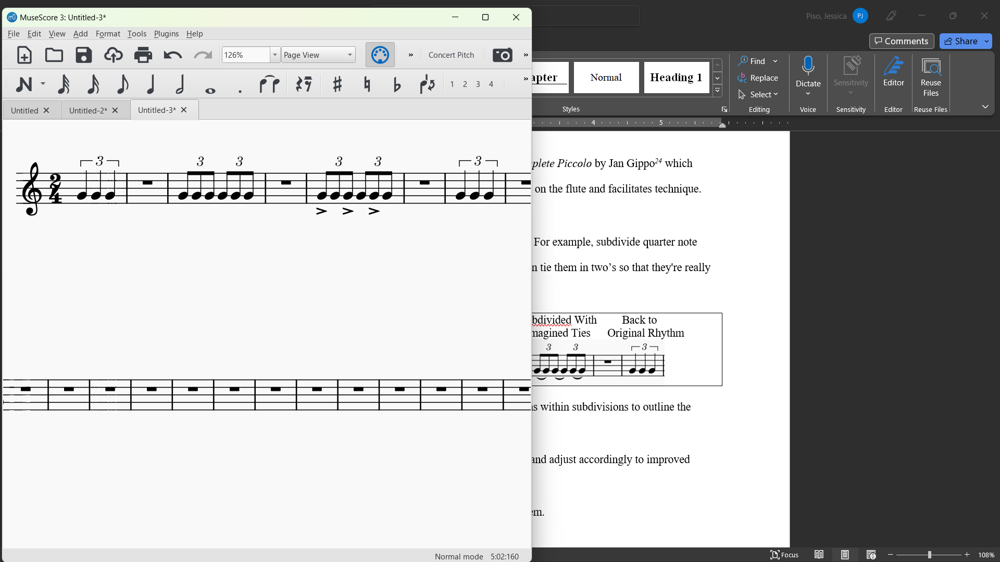 MuseScore 3: Untitled-3*
File Edit View Add Format Tools Plugins Help
126% Page View Concert Pitch
1 2 3 4
Untitled Untitled-2* Untitled-3*
3 3 3 3 3 3
2
4
Normal mode 5:02:160
Piso, Jessica PJ
Comments Share
apter Normal Heading 1
Find
Replace
Select
Dictate
Sensitivity
Editor
Reuse
Files
Styles Editing Voice Sensitivity Editor Reuse Files
4 5
plete Piccolo by Jan Gippo24 which
on the flute and facilitates technique.
For example, subdivide quarter note
n tie them in two’s so that they're really
bdivided With Back to
magined Ties Original Rhythm
3 3 3
s within subdivisions to outline the
and adjust accordingly to improved
em.
Focus 108%